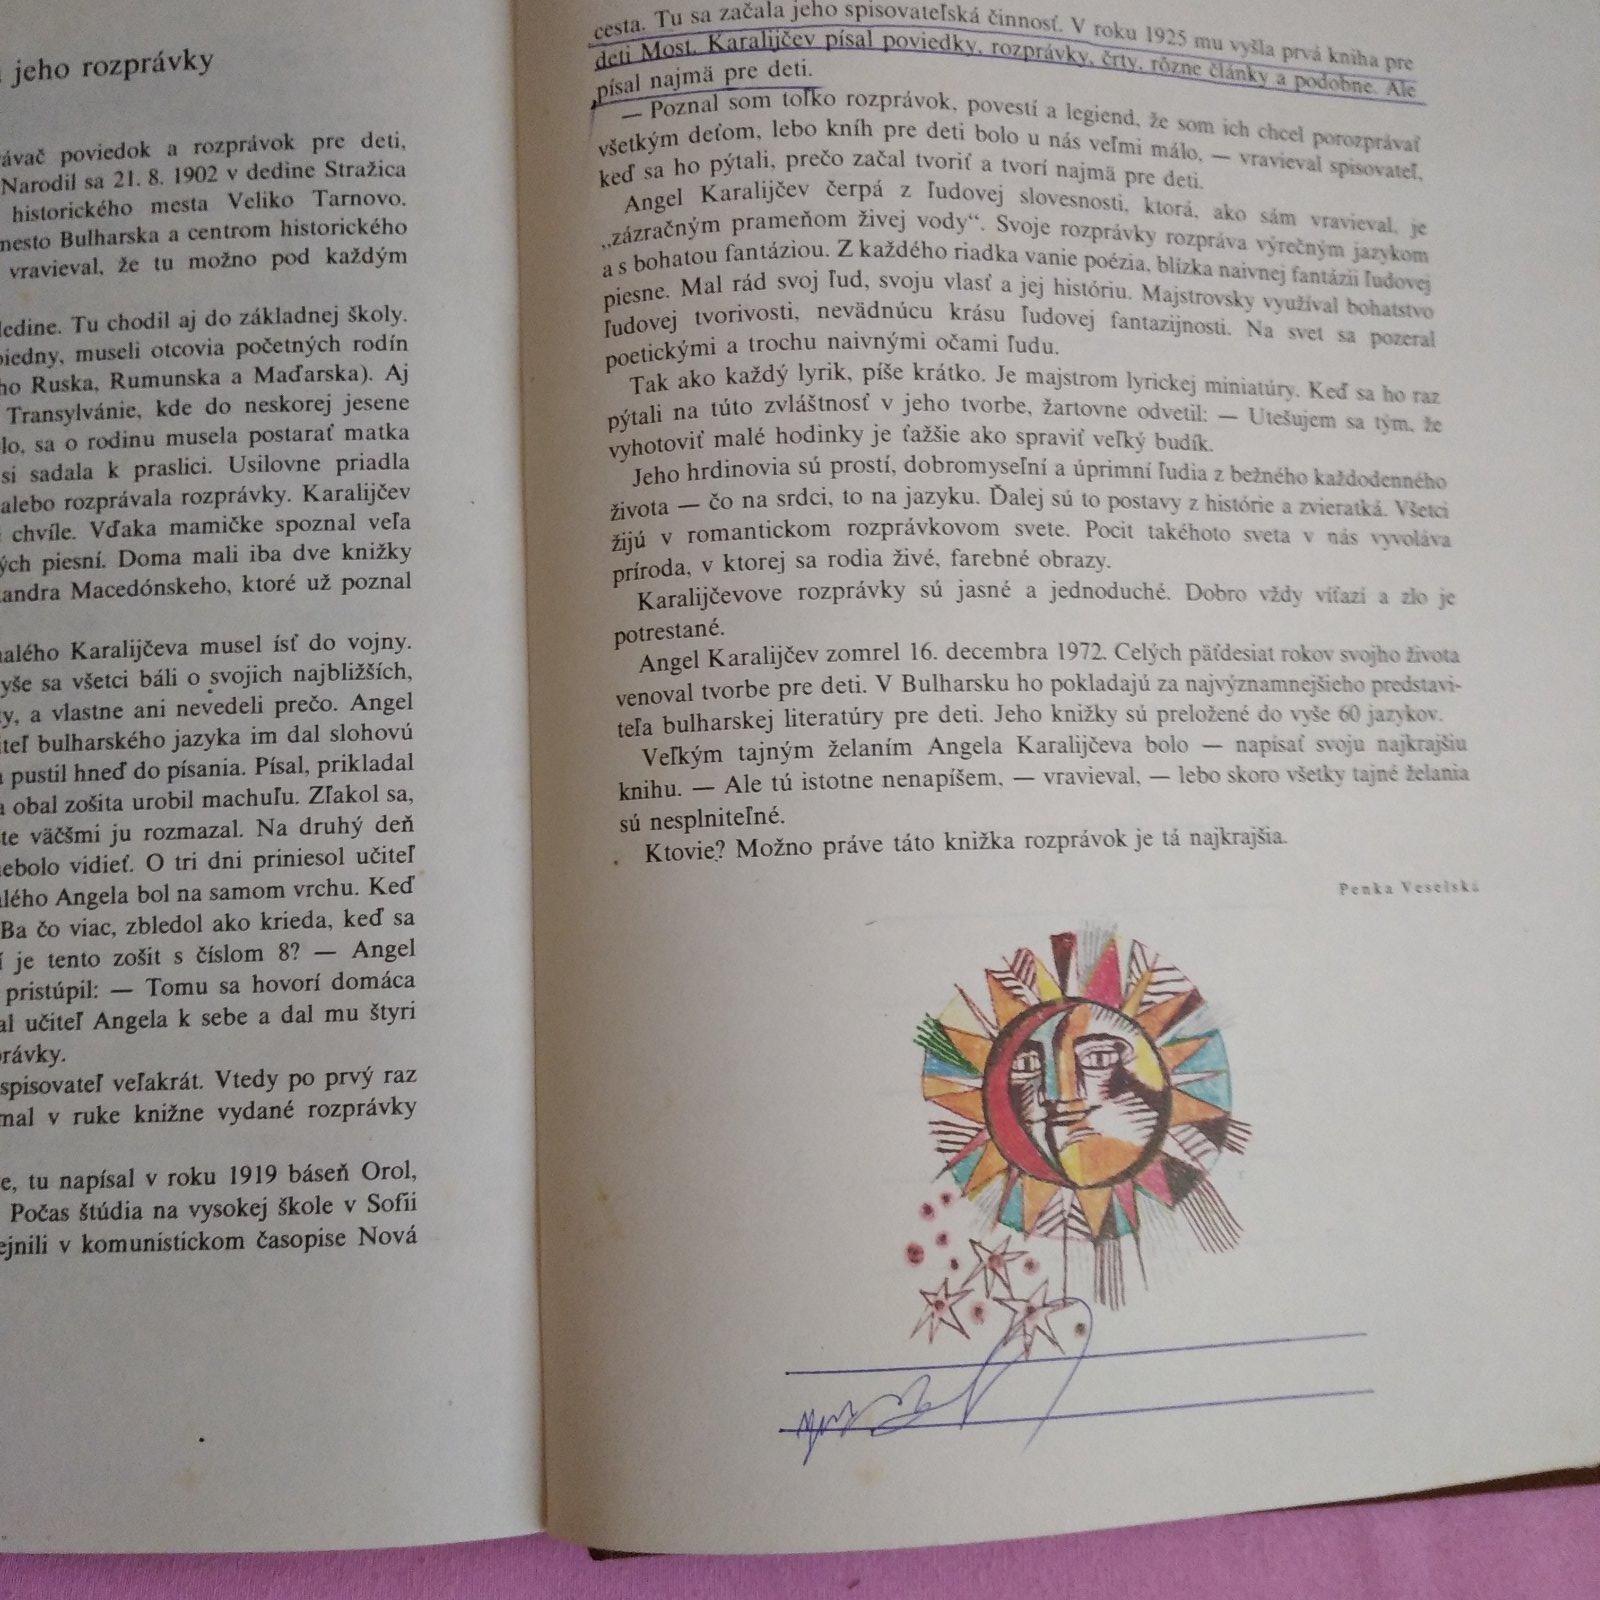 jeho rozprávky
poviedok a rozprávok pre deti,
Narodil sa 21. 8. 1902 v dedine Stražica
historického mesta Veliko Tarnovo.
mesto Bulharska a centrom historického
vravieval, že tu možno pod každým
Tu chodil aj do základnej školy.
museli otcovia početných rodín
Ruska, Rumunska a Maďarska). Aj
Transylvánie, kde do neskorej jesene
sa o rodinu musela postarať matka
si sadala k praslici. Usilovne priadla
alebo rozprávala rozprávky. Karalijčev
chvíle. Vďaka mamičke spoznal veľa
piesní. Doma mali iba dve knižky
Macedónskeho, ktoré už poznal
Karalijčeva musel ísť do vojny.
sa všetci báli o svojich najbližších,
a vlastne ani nevedeli prečo. Angel
bulharského jazyka im dal slohovú
pustil hneď do písania. Písal, prikladal
obal zošita urobil machuľu. Zľakol sa,
väčšmi ju rozmazal. Na druhý deň
nebolo vidieť. O tri dni priniesol učiteľ
Angela bol na samom vrchu. Keď
Ba čo viac, zbledol ako krieda, keď sa
je tento zošit s číslom 8? — Angel
pristúpil: — Tomu sa hovorí domáca
učiteľ Angela k sebe a dal mu štyri
spisovateľ veľakrát. Vtedy po prvý raz
mal v ruke knižne vydané rozprávky
tu napísal v roku 1919 báseň Orol,
Počas štúdia na vysokej škole v Sofii
v komunistickom časopise Nová
cesta. Tu sa začala jeho spisovateľská činnosť. V roku 1925 mu vyšla prvá kniha pre
deti Most. Karalijčev písal poviedky, rozprávky, črty, rôzne články a podobne. Ale
písal najmä pre deti.
— Poznal som toľko rozprávok, povestí a legiend, že som ich chcel porozprávať
všetkým deťom, lebo kníh pre deti bolo u nás veľmi málo, — vravieval spisovateľ,
keď sa ho pýtali, prečo začal tvoriť a tvorí najmä pre deti.
Angel Karalijčev čerpá z ľudovej slovesnosti, ktorá, ako sám vravieval, je
„zázračným prameňom živej vody“. Svoje rozprávky rozpráva výrečným jazykom
a s bohatou fantáziou. Z každého riadka vanie poézia, blízka naivnej fantázii ľudovej
piesne. Mal rád svoj ľud, svoju vlasť a jej históriu. Majstrovsky využíval bohatstvo
ľudovej tvorivosti, nevädnúcu krásu ľudovej fantazijnosti. Na svet sa pozeral
poetickými a trochu naivnými očami ľudu.
Tak ako každý lyrik, píše krátko. Je majstrom lyrickej miniatúry. Keď sa ho raz
pýtali na túto zvláštnosť v jeho tvorbe, žartovne odvetil: — Utešujem sa tým, že
vyhotoviť malé hodinky je ťažšie ako spraviť veľký budík.
Jeho hrdinovia sú prostí, dobromyseľní a úprimní ľudia z bežného každodenného
života — čo na srdci, to na jazyku. Ďalej sú to postavy z histórie a zvieratká. Všetci
žijú v romantickom rozprávkovom svete. Pocit takéhoto sveta v nás vyvoláva
príroda, v ktorej sa rodia živé, farebné obrazy.
Karalijčevove rozprávky sú jasné a jednoduché. Dobro vždy víťazí a zlo je
potrestané.
Angel Karalijčev zomrel 16. decembra 1972. Celých päťdesiat rokov svojho života
venoval tvorbe pre deti. V Bulharsku ho pokladajú za najvýznamnejšieho predstavi-
teľa bulharskej literatúry pre deti. Jeho knižky sú preložené do vyše 60 jazykov.
Veľkým tajným želaním Angela Karalijčeva bolo — napísať svoju najkrajšiu
knihu. — Ale tú istotne nenapíšem, — vravieval, — lebo skoro všetky tajné želania
sú nesplniteľné.
Ktovie? Možno práve táto knižka rozprávok je tá najkrajšia.
Penka Veselská